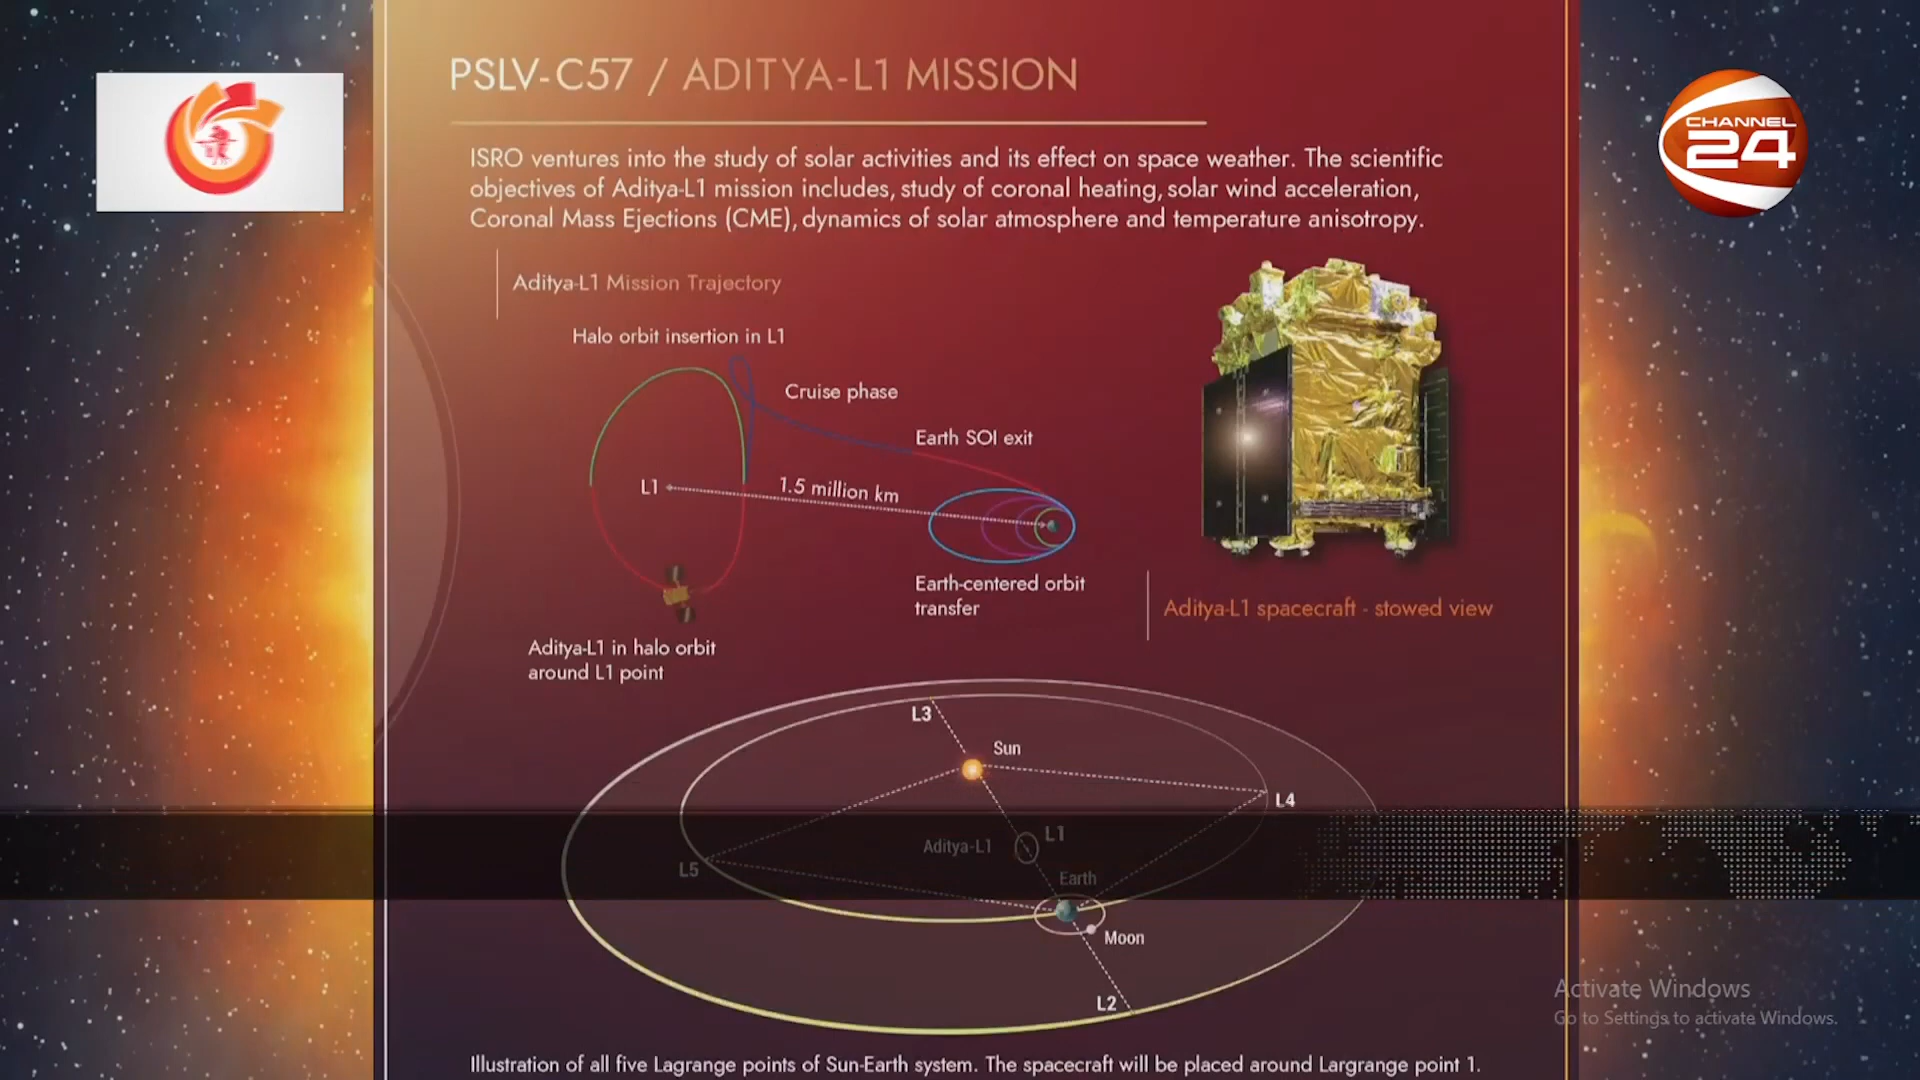 PSLV-C57 / ADITYA-L1 MISSION
CHANNEL
24
ISRO ventures into the study of solar activities and its effect on space weather. The scientific
objectives of Aditya-L1 mission includes, study of coronal heating, solar wind acceleration,
Coronal Mass Ejections (CME), dynamics of solar atmosphere and temperature anisotropy.
Aditya-L1 Mission Trajectory
Halo orbit insertion in L1
Cruise phase
Earth SOI exit
L1
1.5 million km
Earth-centered orbit
transfer
Aditya-L1 spacecraft - stowed view
Aditya-L1 in halo orbit
around L1 point
L3
Sun
L4
L1
Aditya-L1
L5
Earth
Moon
L2
Activate Windows
Go to Settings to activate Windows.
Illustration of all five Lagrange points of Sun-Earth system. The spacecraft will be placed around Largrange point 1.